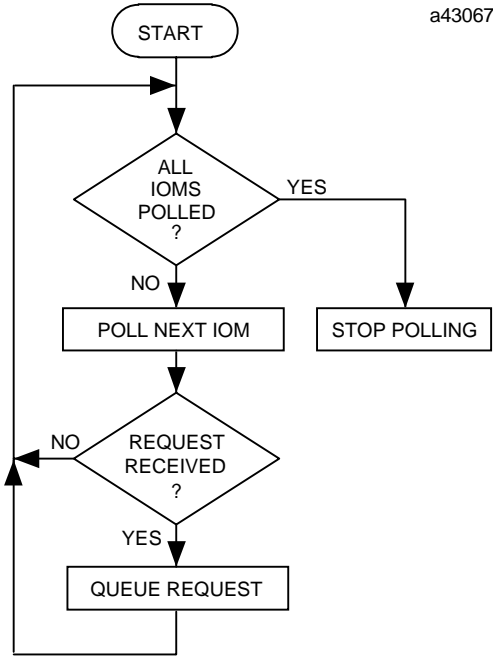 a43067
START
ALL
IOMS
POLLED
?
YES
NO
POLL NEXT IOM
STOP POLLING
NO
REQUEST
RECEIVED
?
YES
QUEUE REQUEST